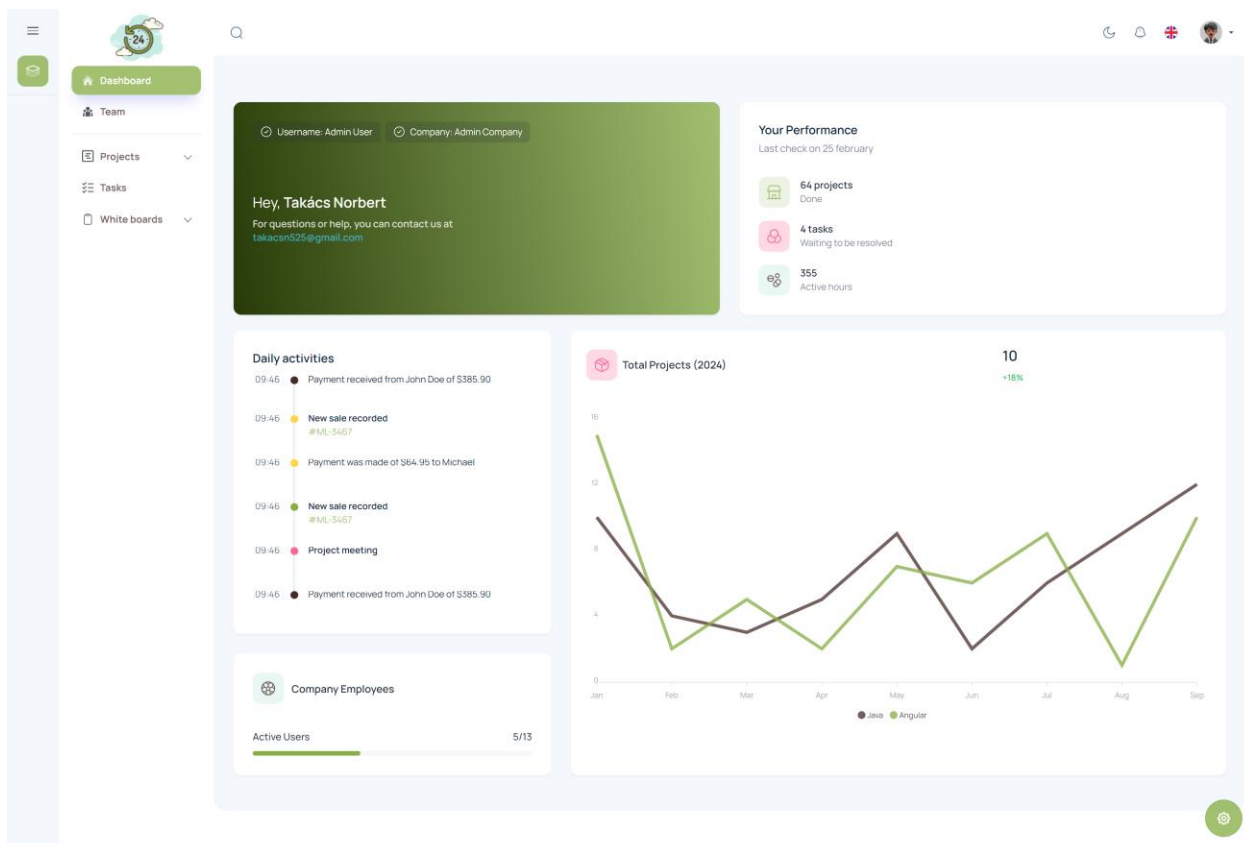 24
Dashboard
Team
Projects
Tasks
White boards
Username: Admin User
Company: Admin Company
Hey, Takács Norbert
For questions or help, you can contact us at
takacsn525@gmail.com
Your Performance
Last check on 25 february
64 projects
Done
4 tasks
Waiting to be resolved
355
Active hours
Daily activities
09:46 Payment received from John Doe of $385.90
09:46 New sale recorded
#ML-3467
09:46 Payment was made of $64.95 to Michael
09:46 New sale recorded
#ML-3467
09:46 Project meeting
09:46 Payment received from John Doe of $385.90
Company Employees
Active Users 5/13
Total Projects (2024)
10
+18%
16
12
8
4
0
Jan Feb Mar Apr May Jun Jul Aug Sep
Java Angular